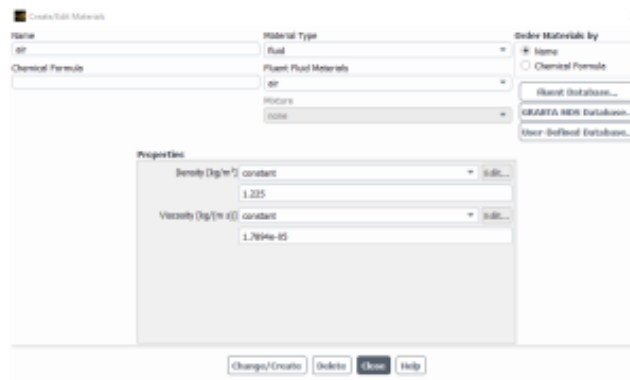 Create/Edit Materials
Name
air
Chemical Formula
Material Type
fluid
Fluent Fluid Materials
air
Mixture
none
Order Materials by
Name
Chemical Formula
Fluent Database...
GRANTA MDS Database...
User-Defined Database...
Properties
Density [kg/m³] constant Edit...
1.225
Viscosity [kg/(m s)] constant Edit...
1.7894e-05
Change/Create Delete Close Help